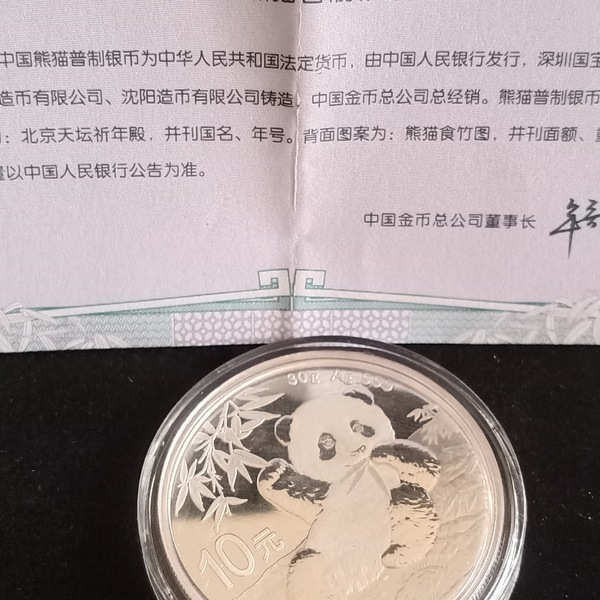 中国熊猫普制银币为中华人民共和国法定货币，由中国人民银行发行，深圳国宝
造币有限公司、沈阳造币有限公司铸造，中国金币总公司总经销。熊猫普制银币
：北京天坛祈年殿，并刊国名、年号。背面图案为：熊猫食竹图，并刊面额、
以中国人民银行公告为准。
中国金币总公司董事长
30g Ag.999
10元